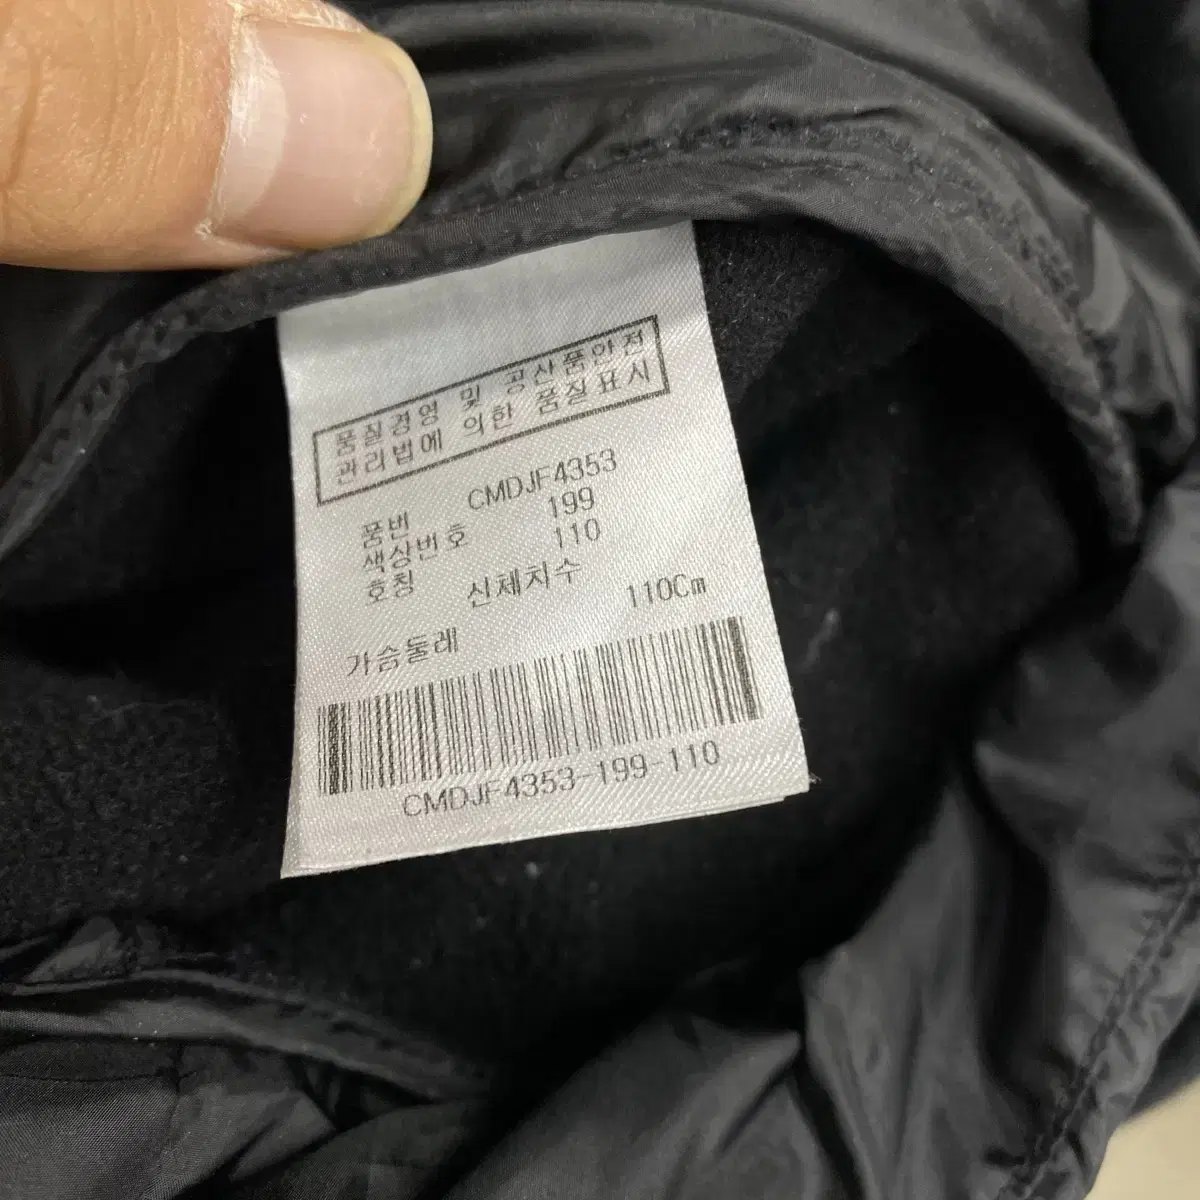 품질경영 및 공산품안전
관리법에 의한 품질표시
품번 CMDJF4353
색상번호 199
호칭 110
신체치수
가슴둘레 110Cm
CMDJF4353-199-110